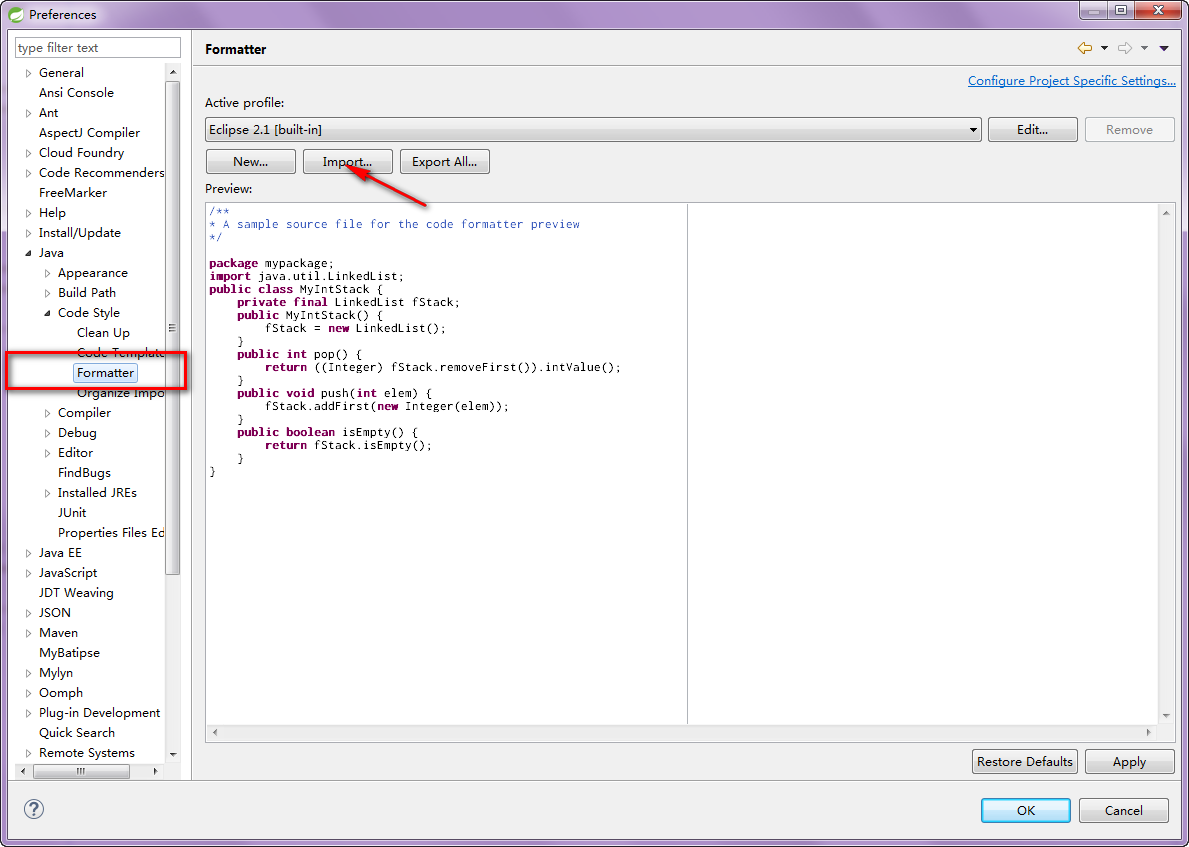 Preferences
type filter text
General
Ansi Console
Ant
AspectJ Compiler
Cloud Foundry
Code Recommenders
FreeMarker
Help
Install/Update
Java
Appearance
Build Path
Code Style
Clean Up
Code Template
Formatter
Organize Impo
Compiler
Debug
Editor
FindBugs
Installed JREs
JUnit
Properties Files Ed
Java EE
JavaScript
JDT Weaving
JSON
Maven
MyBatipse
Mylyn
Oomph
Plug-in Development
Quick Search
Remote Systems
Formatter
Configure Project Specific Settings...
Active profile:
Eclipse 2.1 [built-in]
Edit...
Remove
New...
Import...
Export All...
Preview:
/**
* A sample source file for the code formatter preview
*/
package mypackage;
import java.util.LinkedList;
public class MyIntStack {
private final LinkedList fStack;
public MyIntStack() {
fStack = new LinkedList();
}
public int pop() {
return ((Integer) fStack.removeFirst()).intValue();
}
public void push(int elem) {
fStack.addFirst(new Integer(elem));
}
public boolean isEmpty() {
return fStack.isEmpty();
}
}
Restore Defaults
Apply
?
OK
Cancel